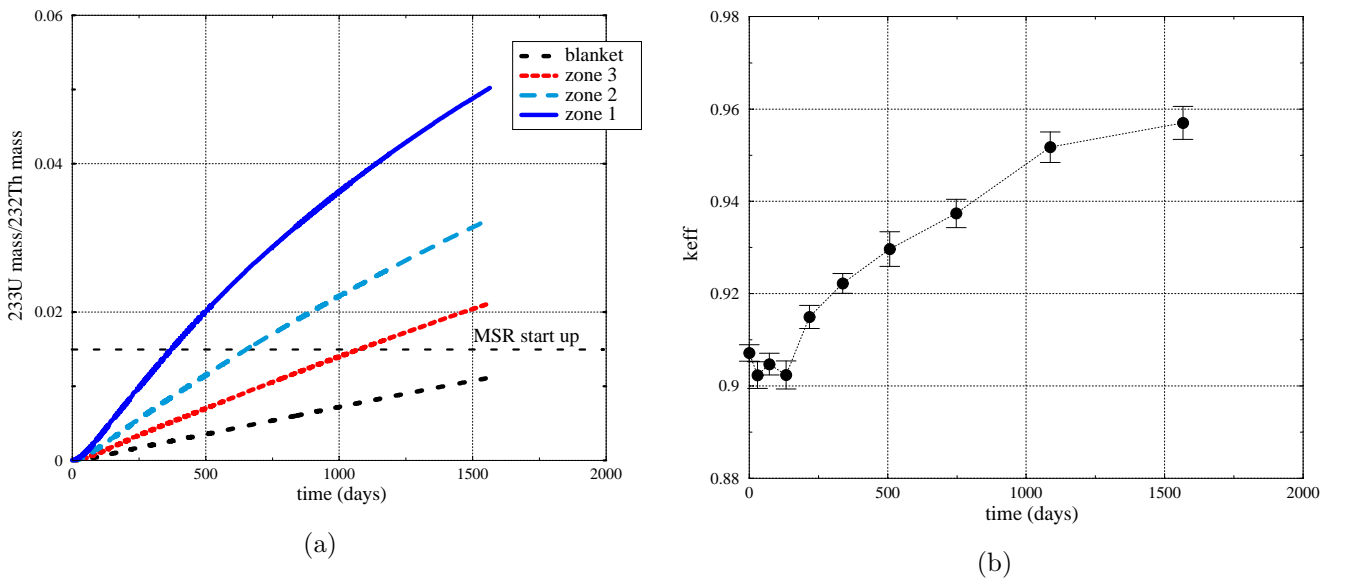 0.06
0.04
0.02
0
233U mass/232Th mass
blanket
zone 3
zone 2
zone 1
MSR start up
0 500 1000 1500 2000
time (days)
(a)
0.98
0.96
0.94
0.92
0.9
0.88
keff
0 500 1000 1500 2000
time (days)
(b)